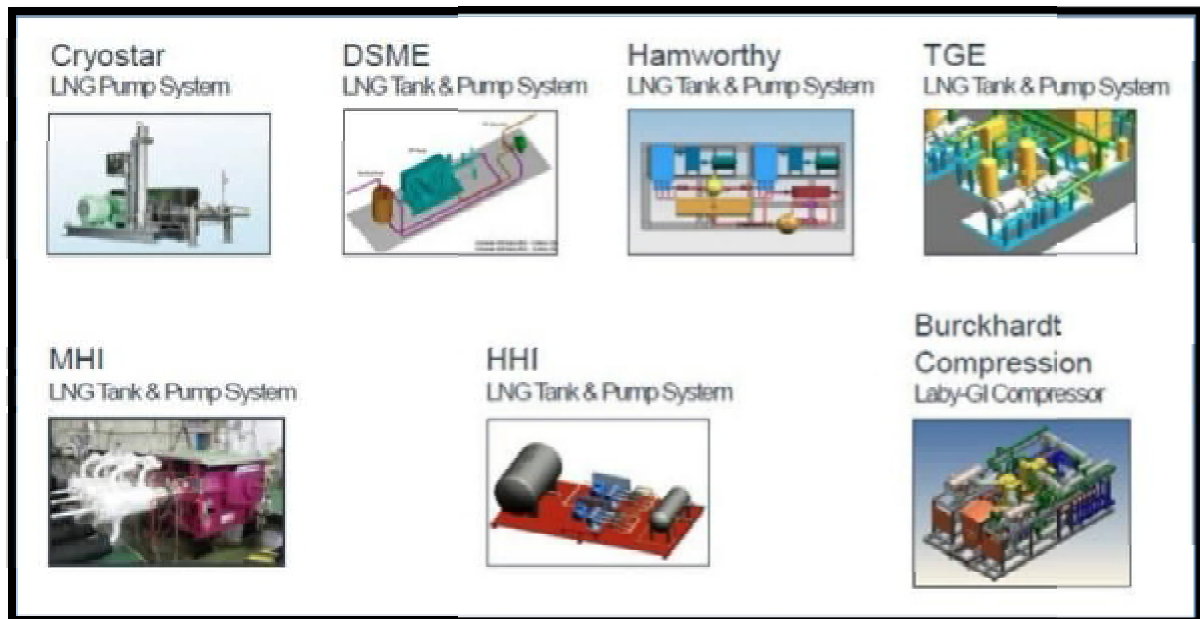 Cryostar
LNG Pump System
DSME
LNG Tank & Pump System
Hamworthy
LNG Tank & Pump System
TGE
LNG Tank & Pump System
MHI
LNG Tank & Pump System
HHI
LNG Tank & Pump System
Burckhardt
Compression
Laby-GI Compressor